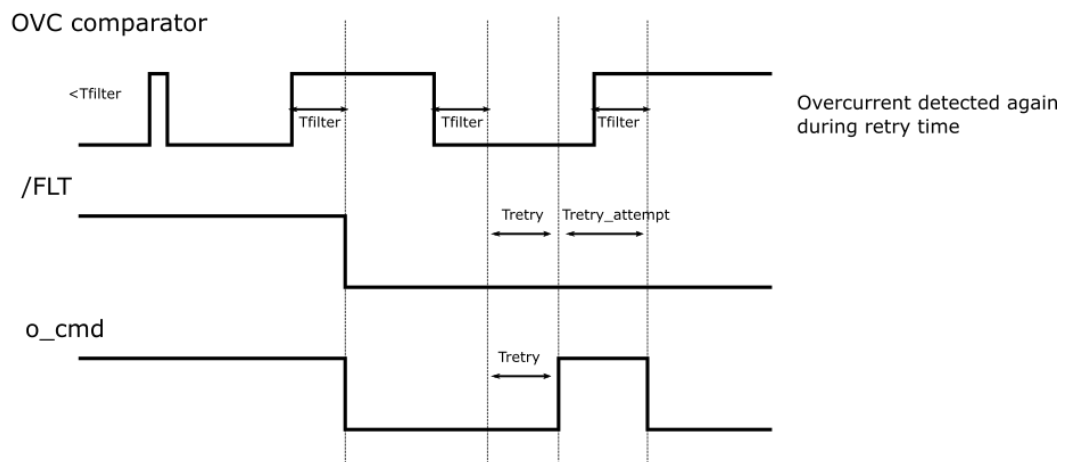 OVC comparator
<Tfilter
Tfilter
Tfilter
Tfilter
Overcurrent detected again
during retry time
/FLT
Tretry
Tretry_attempt
o_cmd
Tretry